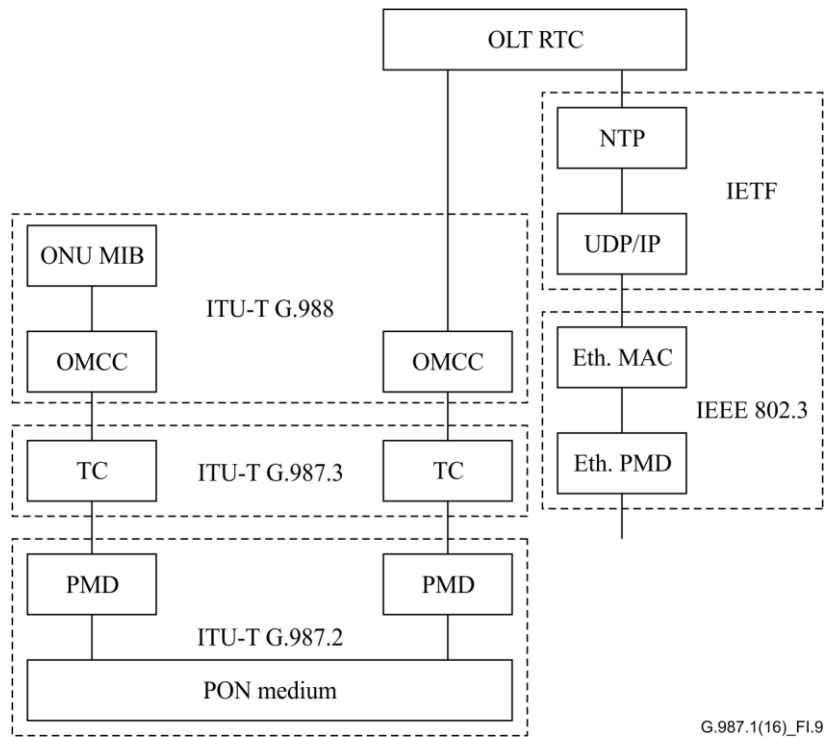 OLT RTC
NTP
IETF
UDP/IP
ONU MIB
ITU-T G.988
OMCC
OMCC
Eth. MAC
IEEE 802.3
TC
ITU-T G.987.3
TC
Eth. PMD
PMD
PMD
ITU-T G.987.2
PON medium
G.987.1(16)_FI.9